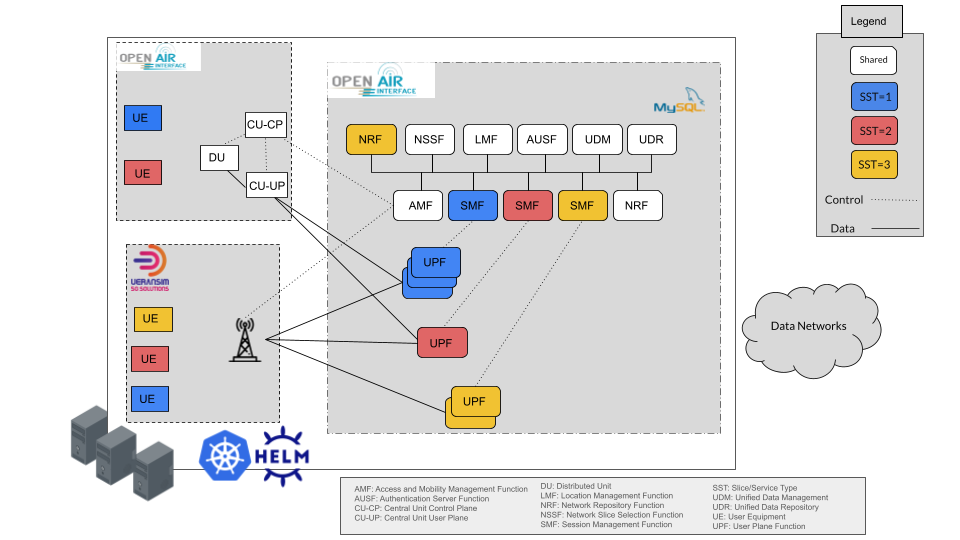 Legend
Shared
SST=1
SST=2
SST=3
Control
Data
OPEN AIR
INTERFACE
UE
UE
CU-CP
DU
CU-UP
OPEN AIR
INTERFACE
MySQL
NRF
NSSF
LMF
AUSF
UDM
UDR
AMF
SMF
SMF
SMF
NRF
UPF
UPF
UPF
UERANSIM
5G SOLUTIONS
UE
UE
UE
Data Networks
HELM
AMF: Access and Mobility Management Function
AUSF: Authentication Server Function
CU-CP: Central Unit Control Plane
CU-UP: Central Unit User Plane
DU: Distributed Unit
LMF: Location Management Function
NRF: Network Repository Function
NSSF: Network Slice Selection Function
SMF: Session Management Function
SST: Slice/Service Type
UDM: Unified Data Management
UDR: Unified Data Repository
UE: User Equipment
UPF: User Plane Function